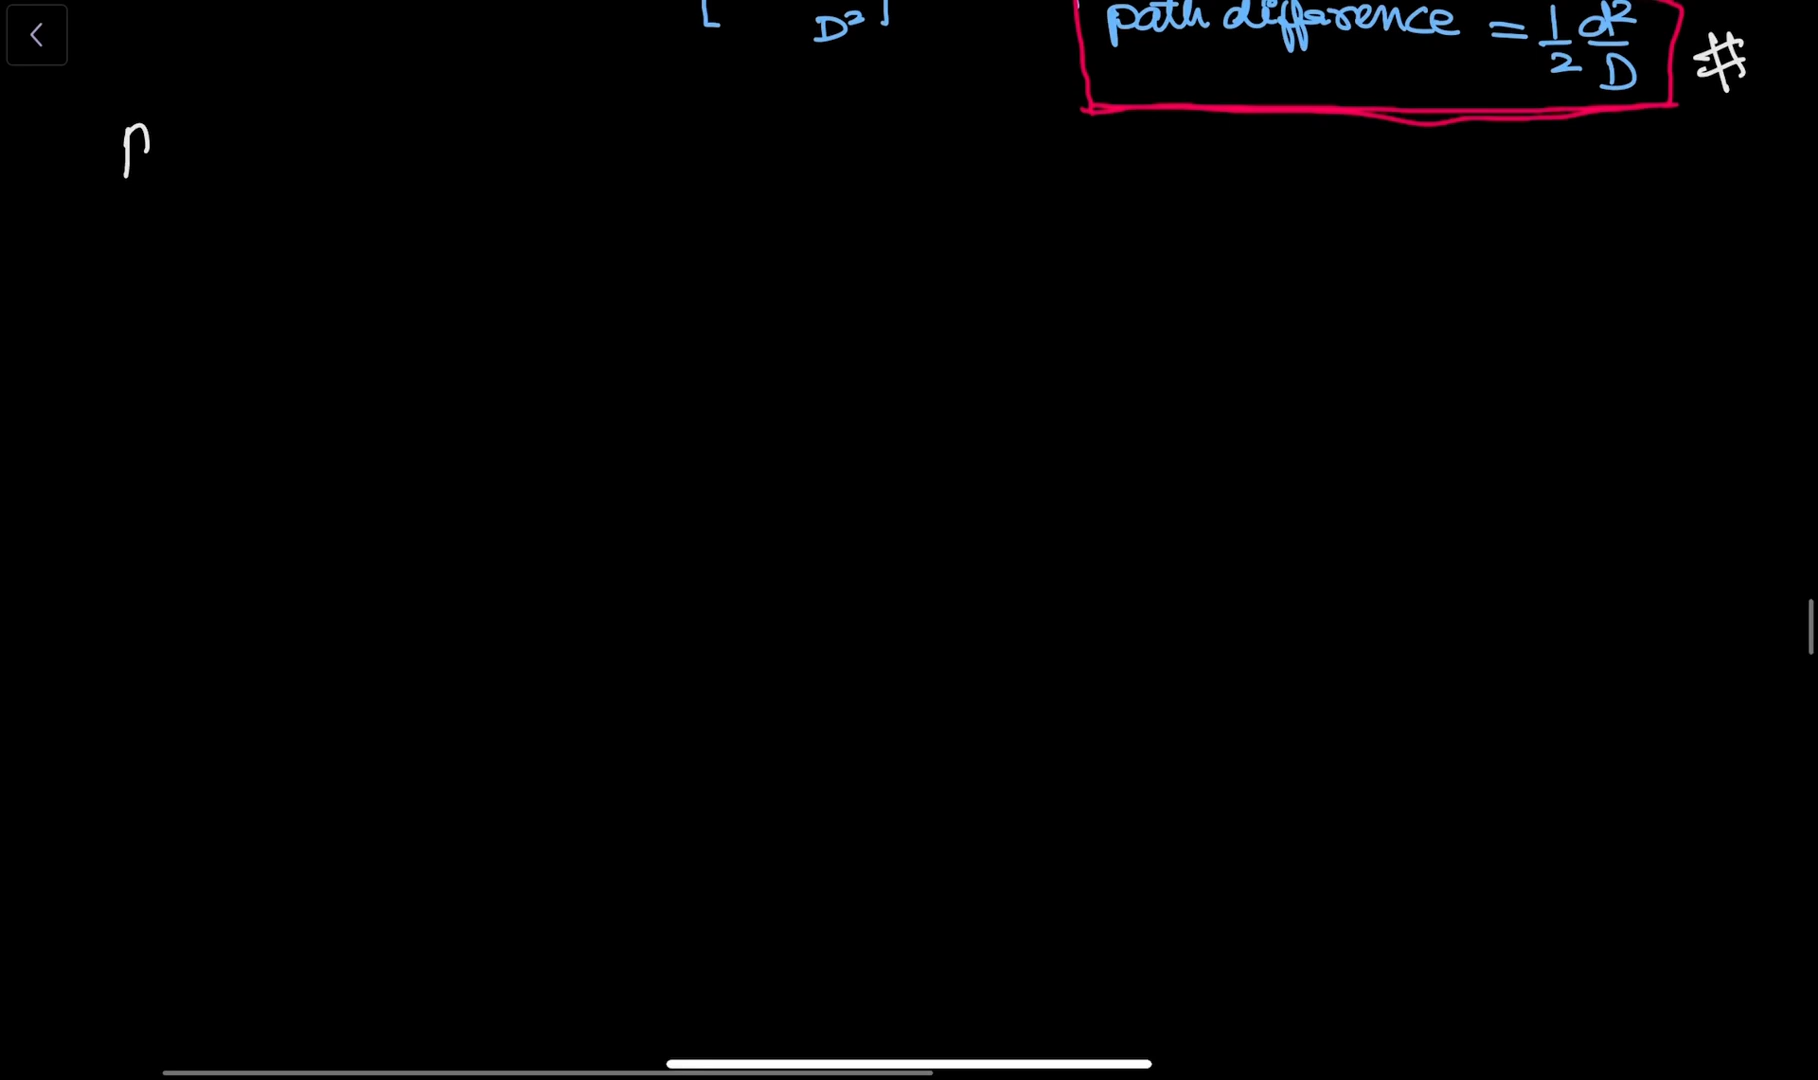 [ D² ]
path difference = 1/2 d²/D #